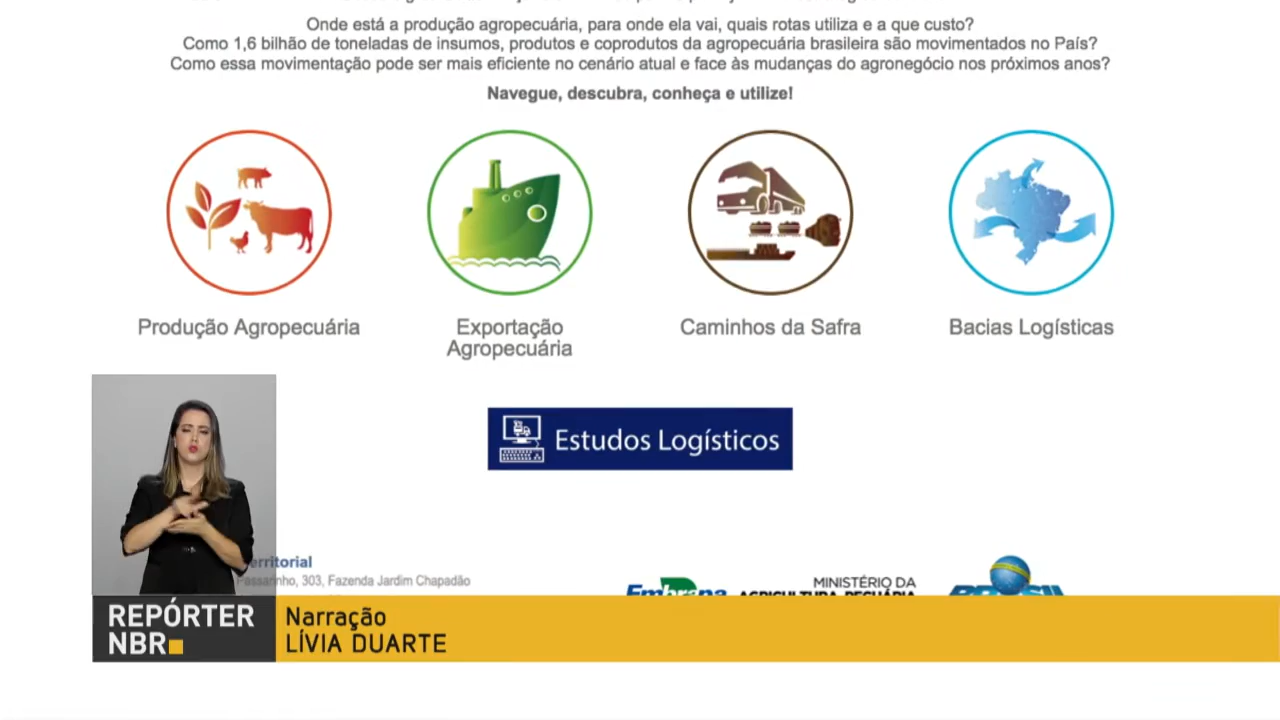 Onde está a produção agropecuária, para onde ela vai, quais rotas utiliza e a que custo?
Como 1,6 bilhão de toneladas de insumos, produtos e coprodutos da agropecuária brasileira são movimentados no País?
Como essa movimentação pode ser mais eficiente no cenário atual e face às mudanças do agronegócio nos próximos anos?
Navegue, descubra, conheça e utilize!
Produção Agropecuária
Exportação
Agropecuária
Caminhos da Safra
Bacias Logísticas
Estudos Logísticos
erritorial
Passarinho, 303, Fazenda Jardim Chapadão
Embrapa
MINISTÉRIO DA
AGRICULTURA, PECUÁRIA
BRASIL
REPÓRTER
NBR
Narração
LÍVIA DUARTE